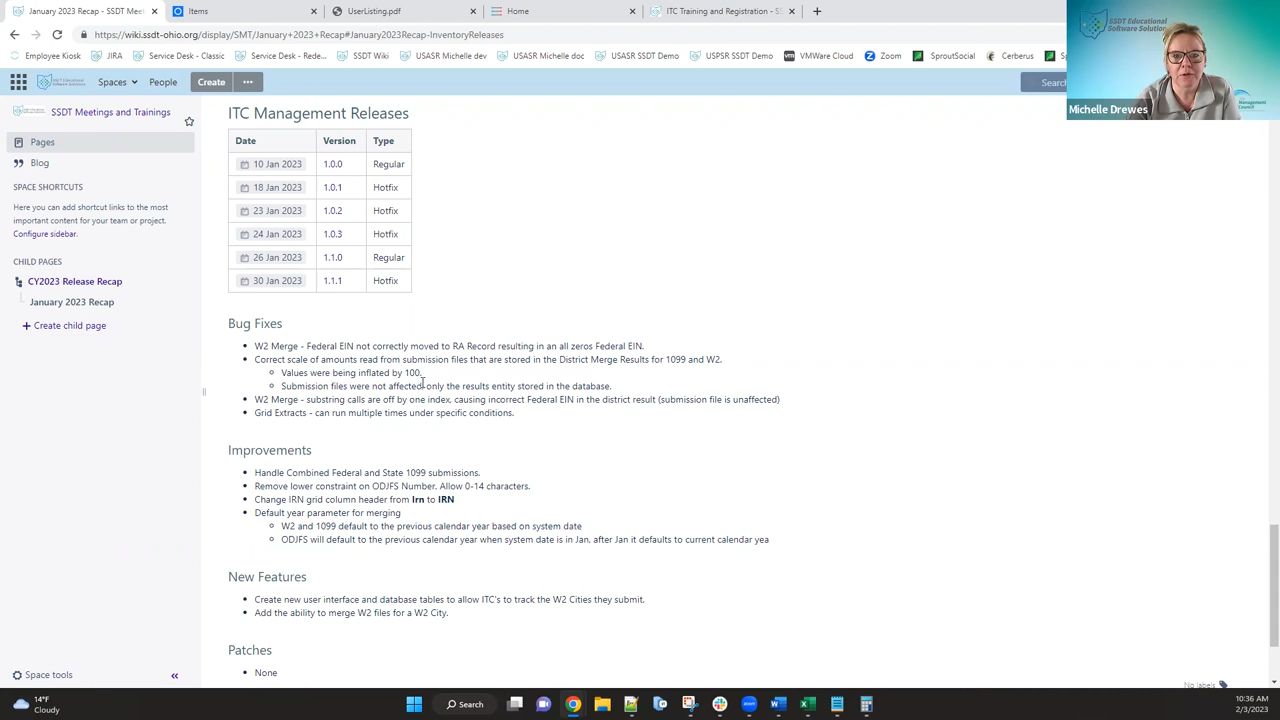 January 2023 Recap - SSDT Meet
Items
UserListing.pdf
Home
ITC Training and Registration - S
https://wiki.ssdt-ohio.org/display/SMT/January+2023+Recap#January2023Recap-InventoryReleases
Employee Kiosk
JIRA
Service Desk - Classic
Service Desk - Rede...
SSDT Wiki
USASR Michelle dev
USASR Michelle doc
USASR SSDT Demo
USPSR SSDT Demo
VMWare Cloud
Zoom
SproutSocial
Cerberus
SSDT Educational
Software Solutions
Michelle Drewes
Management
Council
SSDT Educational
Software Solutions
Spaces
People
Create
Search
SSDT Meetings and Trainings
Pages
Blog
SPACE SHORTCUTS
Here you can add shortcut links to the most
important content for your team or project.
Configure sidebar.
CHILD PAGES
CY2023 Release Recap
January 2023 Recap
+ Create child page
Space tools
ITC Management Releases
Date Version Type
10 Jan 2023 1.0.0 Regular
18 Jan 2023 1.0.1 Hotfix
23 Jan 2023 1.0.2 Hotfix
24 Jan 2023 1.0.3 Hotfix
26 Jan 2023 1.1.0 Regular
30 Jan 2023 1.1.1 Hotfix
Bug Fixes
W2 Merge - Federal EIN not correctly moved to RA Record resulting in an all zeros Federal EIN.
Correct scale of amounts read from submission files that are stored in the District Merge Results for 1099 and W2.
Values were being inflated by 100.
Submission files were not affected only the results entity stored in the database.
W2 Merge - substring calls are off by one index, causing incorrect Federal EIN in the district result (submission file is unaffected)
Grid Extracts - can run multiple times under specific conditions.
Improvements
Handle Combined Federal and State 1099 submissions.
Remove lower constraint on ODJFS Number. Allow 0-14 characters.
Change IRN grid column header from Irn to IRN
Default year parameter for merging
W2 and 1099 default to the previous calendar year based on system date
ODJFS will default to the previous calendar year when system date is in Jan, after Jan it defaults to current calendar yea
New Features
Create new user interface and database tables to allow ITC's to track the W2 Cities they submit.
Add the ability to merge W2 files for a W2 City.
Patches
None
No labels
14°F
Cloudy
Search
10:36 AM
2/3/2023